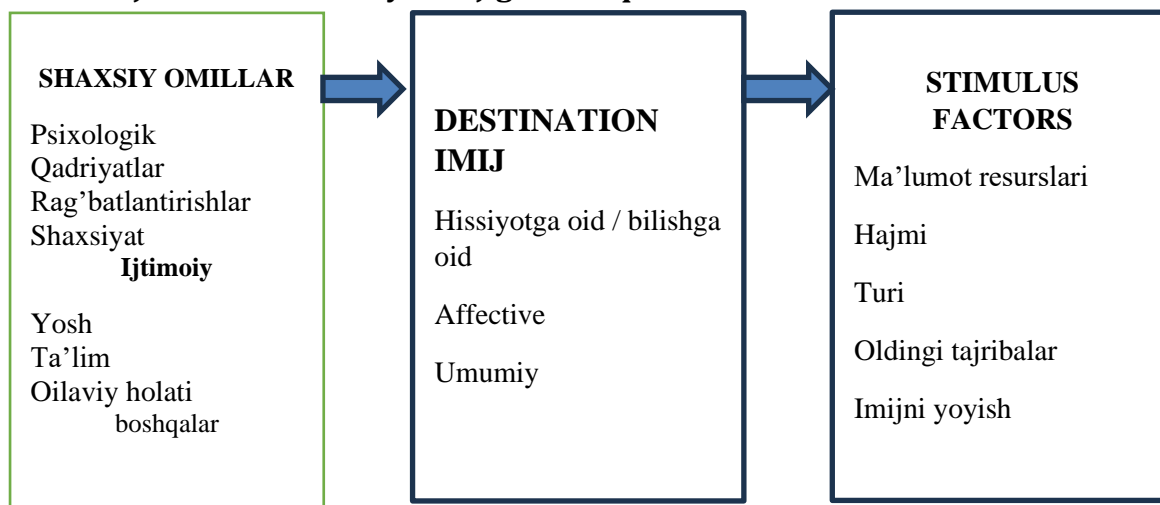 SHAXSIY OMILLAR
Psixologik
Qadriyatlar
Rag’batlantirishlar
Shaxsiyat
Ijtimoiy
Yosh
Ta’lim
Oilaviy holati
boshqalar
DESTINATION
IMIJ
Hissiyotga oid / bilishga
oid
Affective
Umumiy
STIMULUS
FACTORS
Ma’lumot resurslari
Hajmi
Turi
Oldingi tajribalar
Imijni yoyish